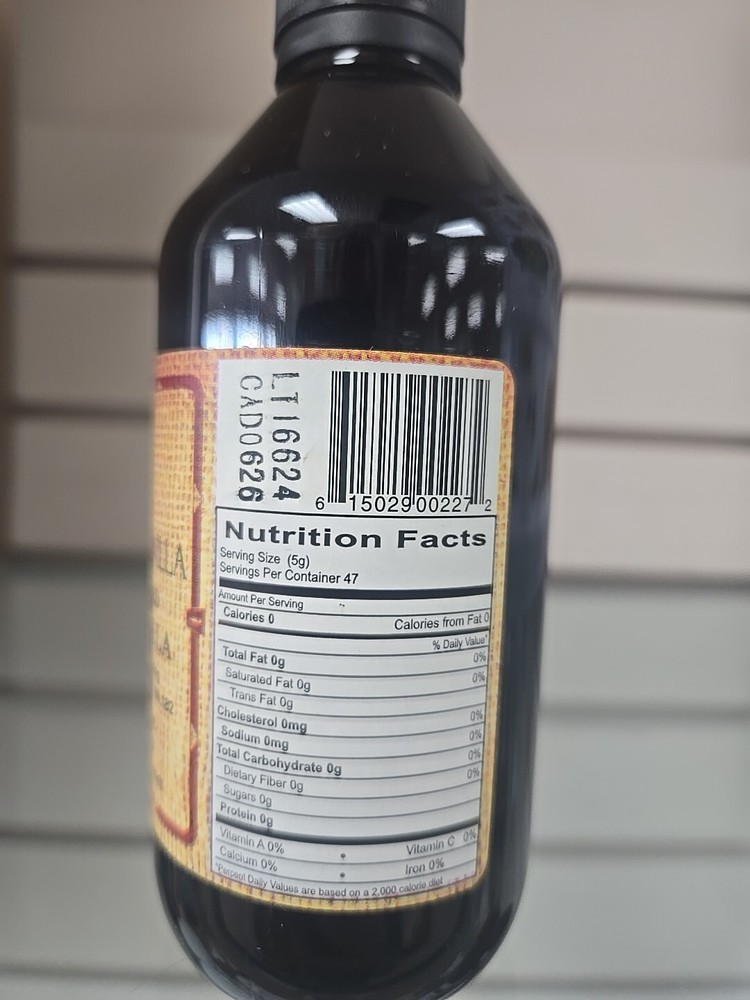 LT16624
CAD0626
6 15029 00227 2
Nutrition Facts
Serving Size (5g)
Servings Per Container 47
Amount Per Serving
Calories 0 Calories from Fat 0
% Daily Value*
Total Fat 0g 0%
Saturated Fat 0g 0%
Trans Fat 0g
Cholesterol 0mg 0%
Sodium 0mg 0%
Total Carbohydrate 0g 0%
Dietary Fiber 0g 0%
Sugars 0g
Protein 0g
Vitamin A 0% • Vitamin C 0%
Calcium 0% • Iron 0%
*Percent Daily Values are based on a 2,000 calorie diet